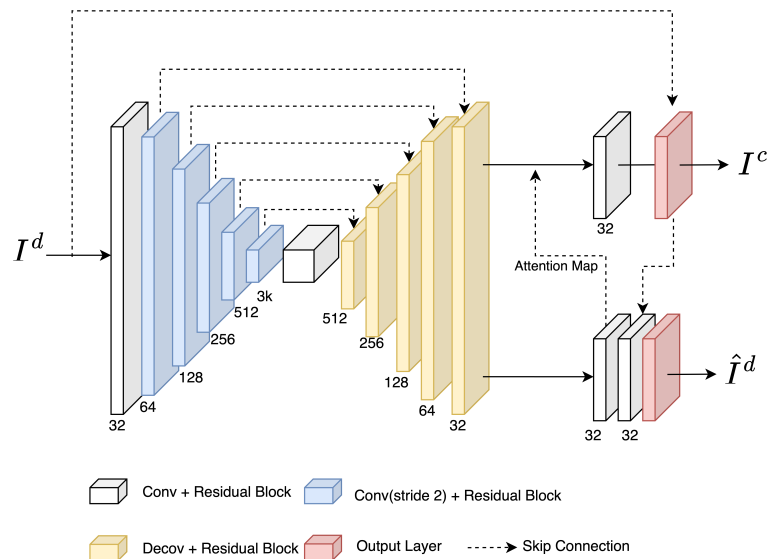 I^d
32
64
128
256
512
3k
512
256
128
64
32
32
I^c
Attention Map
32
32
Î^d
Conv + Residual Block
Conv(stride 2) + Residual Block
Decov + Residual Block
Output Layer
Skip Connection